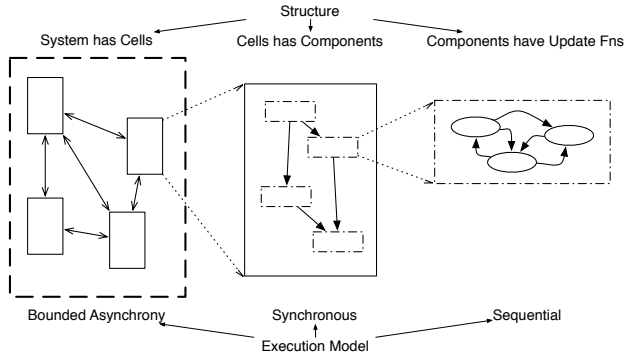 Structure
System has Cells
Cells has Components
Components have Update Fns
Bounded Asynchrony
Synchronous
Sequential
Execution Model